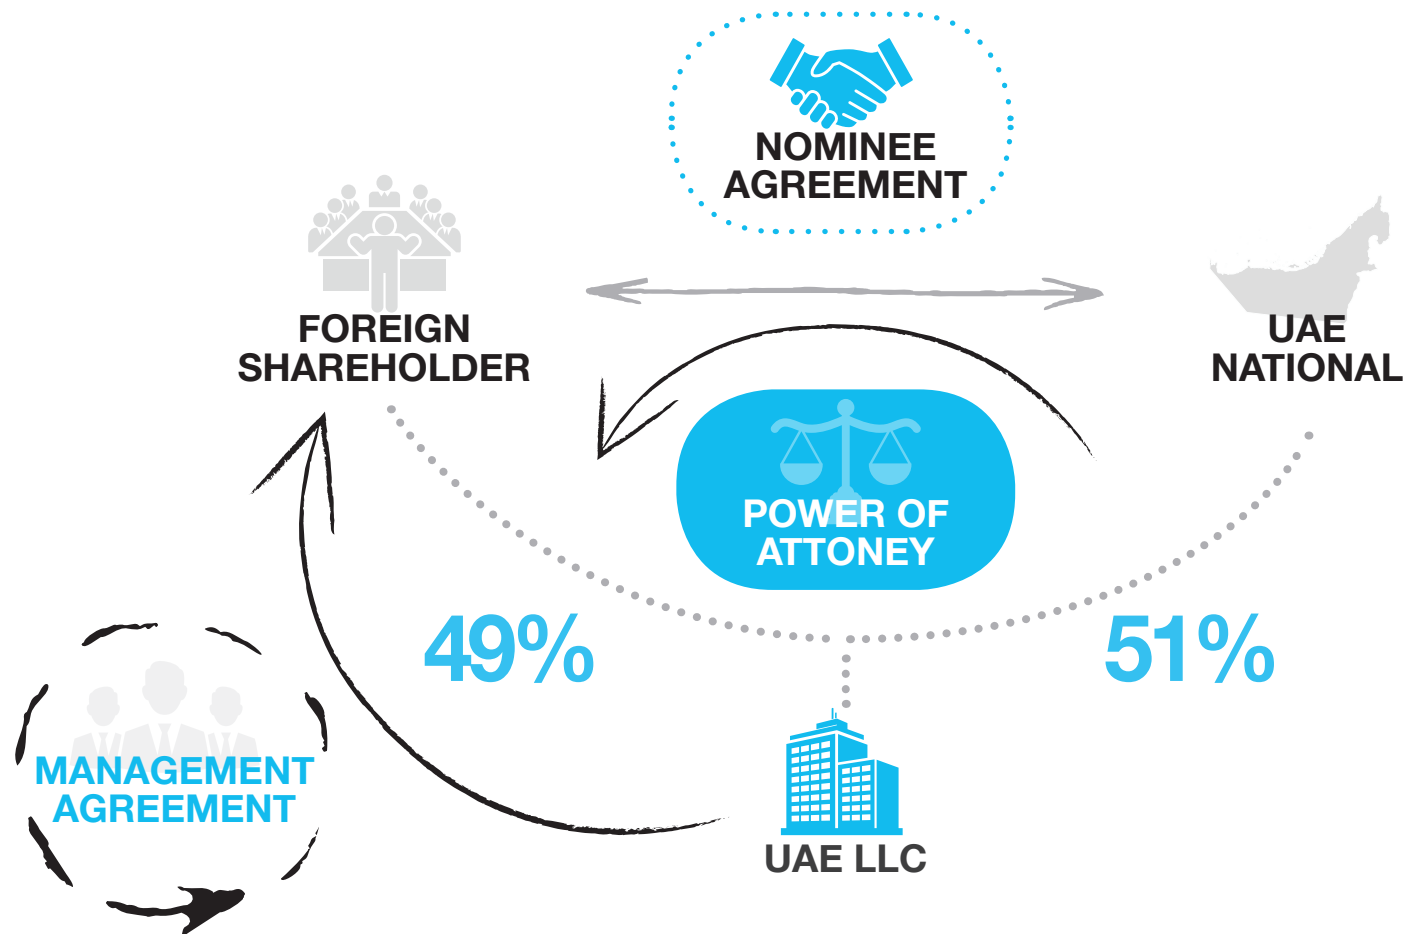 NOMINEE
AGREEMENT
FOREIGN
SHAREHOLDER
UAE
NATIONAL
POWER OF
ATTONEY
49%
51%
MANAGEMENT
AGREEMENT
UAE LLC